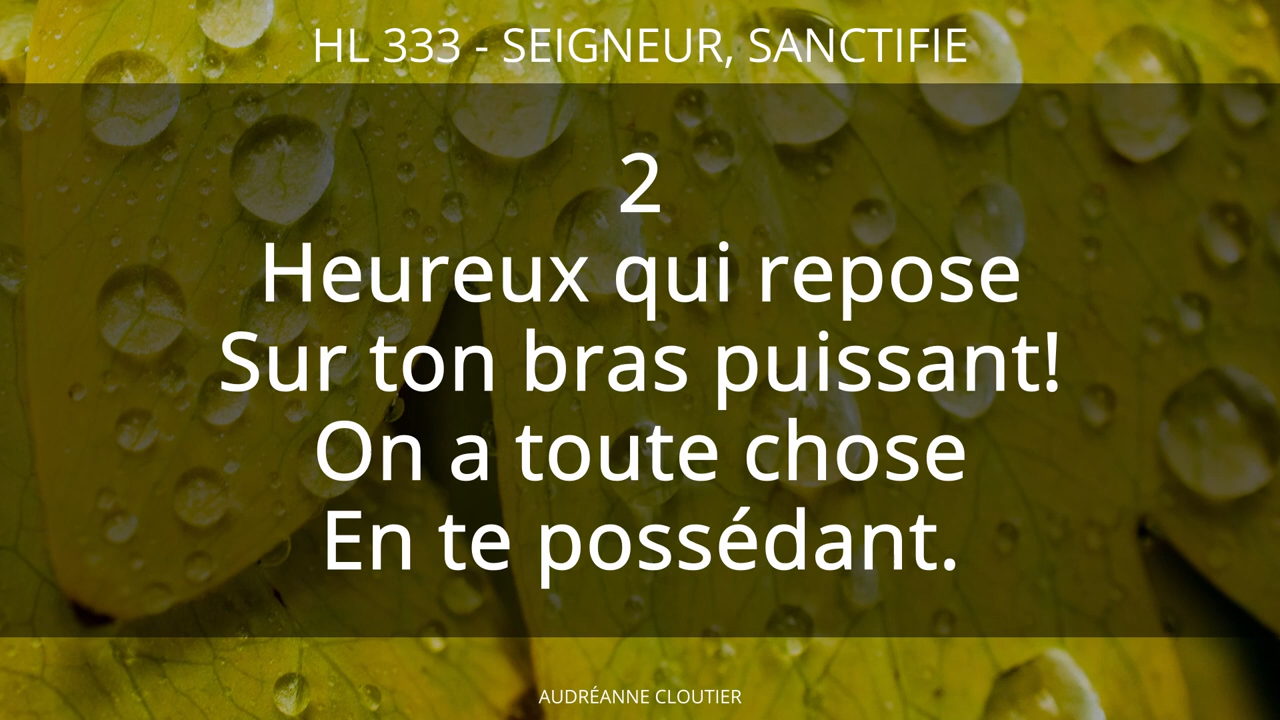 HL 333 - SEIGNEUR, SANCTIFIE
2
Heureux qui repose
Sur ton bras puissant!
On a toute chose
En te possédant.
AUDRÉANNE CLOUTIER